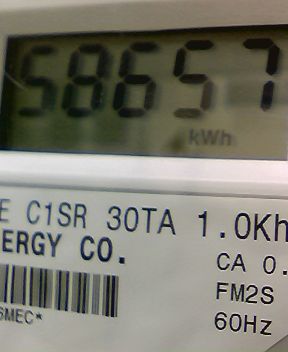 58657
kWh
E C1SR 30TA 1.0Kh
ERGY CO.
CA 0.
FM2S
60Hz
SMEC*